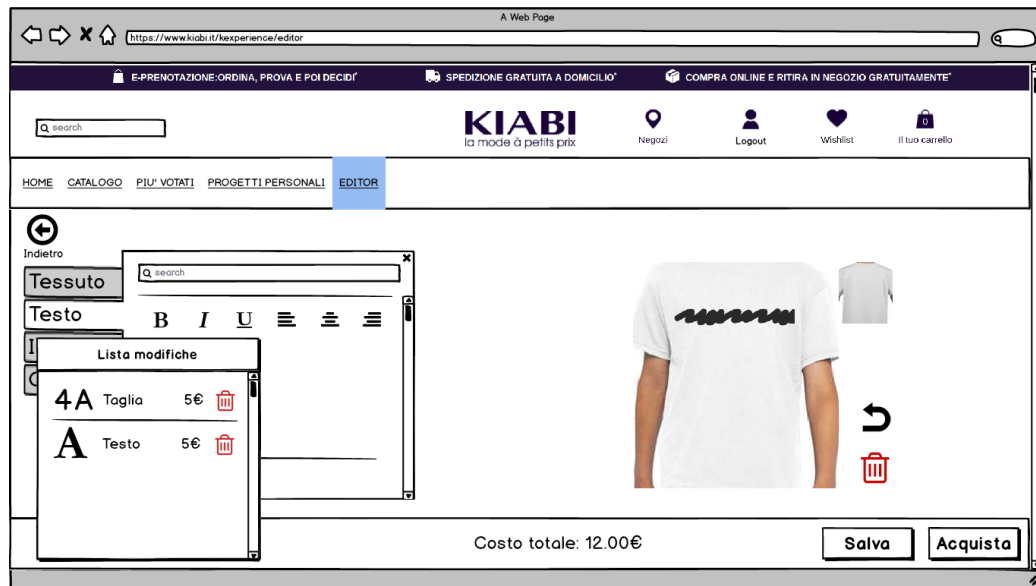 A Web Page
https://www.kiabi.it/kexperience/editor
E-PRENOTAZIONE:ORDINA, PROVA E POI DECIDI*
SPEDIZIONE GRATUITA A DOMICILIO*
COMPRA ONLINE E RITIRA IN NEGOZIO GRATUITAMENTE*
search
KIABI
la mode à petits prix
Negozi
Logout
Wishlist
0
Il tuo carrello
HOME CATALOGO PIU' VOTATI PROGETTI PERSONALI EDITOR
Indietro
Tessuto
Testo
search
B I U
Lista modifiche
4A Taglia 5€
A Testo 5€
Costo totale: 12.00€
Salva
Acquista